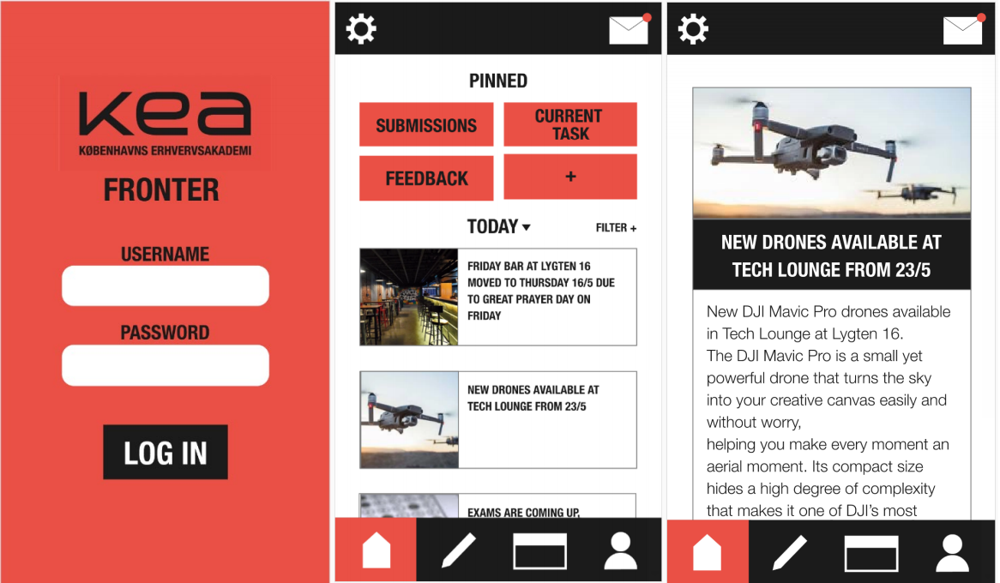 kea
KØBENHAVNS ERHVERVSAKADEMI
FRONTER
USERNAME
PASSWORD
LOG IN
PINNED
SUBMISSIONS
CURRENT
TASK
FEEDBACK
+
TODAY
FILTER +
FRIDAY BAR AT LYGTEN 16
MOVED TO THURSDAY 16/5 DUE
TO GREAT PRAYER DAY ON
FRIDAY
NEW DRONES AVAILABLE AT
TECH LOUNGE FROM 23/5
EXAMS ARE COMING UP,
NEW DRONES AVAILABLE AT
TECH LOUNGE FROM 23/5
New DJI Mavic Pro drones available
in Tech Lounge at Lygten 16.
The DJI Mavic Pro is a small yet
powerful drone that turns the sky
into your creative canvas easily and
without worry,
helping you make every moment an
aerial moment. Its compact size
hides a high degree of complexity
that makes it one of DJI's most